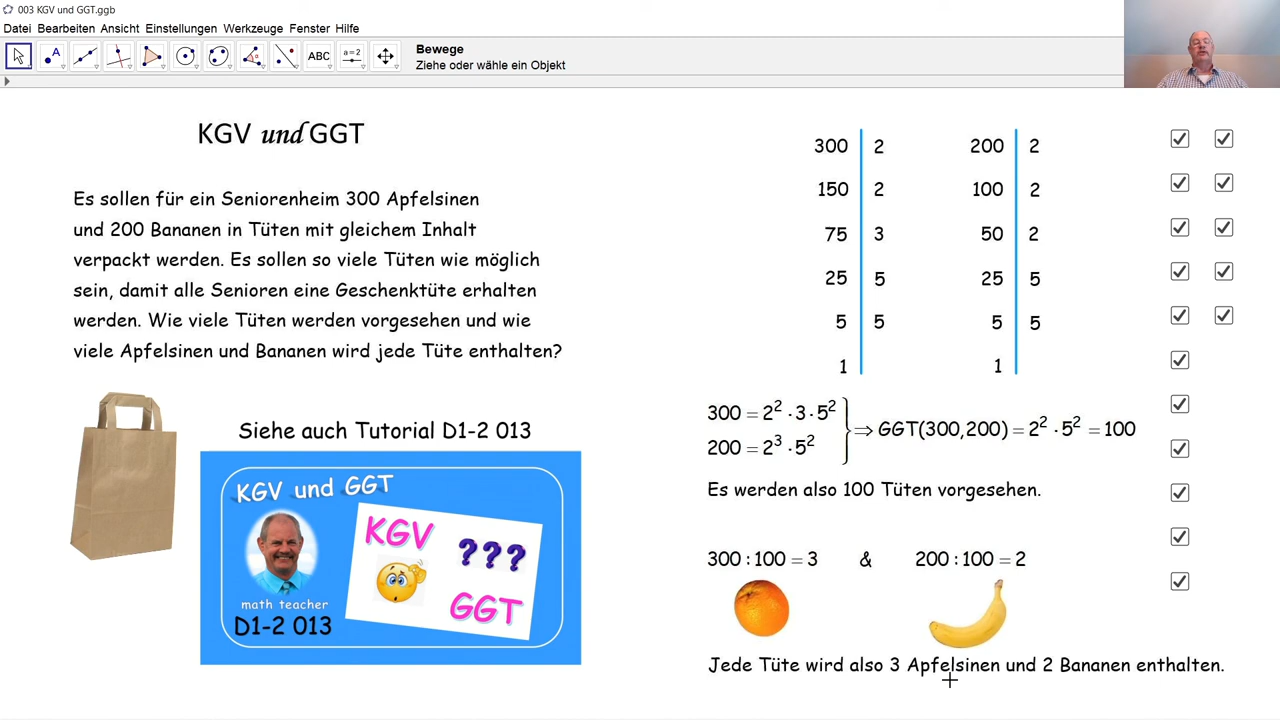 003 KGV und GGT.ggb
Datei Bearbeiten Ansicht Einstellungen Werkzeuge Fenster Hilfe
A
ABC
a=2
Bewege
Ziehe oder wähle ein Objekt
KGV und GGT
Es sollen für ein Seniorenheim 300 Apfelsinen
und 200 Bananen in Tüten mit gleichem Inhalt
verpackt werden. Es sollen so viele Tüten wie möglich
sein, damit alle Senioren eine Geschenktüte erhalten
werden. Wie viele Tüten werden vorgesehen und wie
viele Apfelsinen und Bananen wird jede Tüte enthalten?
Siehe auch Tutorial D1-2 013
KGV und GGT
KGV
???
GGT
math teacher
D1-2 013
300 2 200 2
150 2 100 2
75 3 50 2
25 5 25 5
5 5 5 5
1 1
300 = 2² · 3 · 5²
200 = 2³ · 5²
⇒ GGT(300,200) = 2² · 5² = 100
Es werden also 100 Tüten vorgesehen.
300 : 100 = 3 & 200 : 100 = 2
Jede Tüte wird also 3 Apfelsinen und 2 Bananen enthalten.